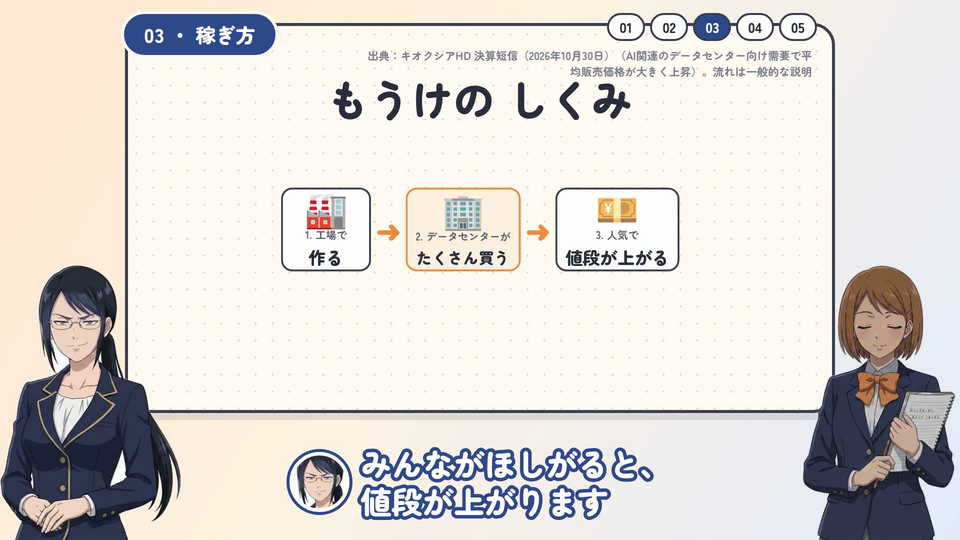 03 ・ 稼ぎ方
01 02 03 04 05
出典：キオクシアHD 決算短信（2026年10月30日）（AI関連のデータセンター向け需要で平
均販売価格が大きく上昇）。流れは一般的な説明
もうけの しくみ
1. 工場で
作る
2. データセンターが
たくさん買う
3. 人気で
値段が上がる
みんながほしがると、
値段が上がります